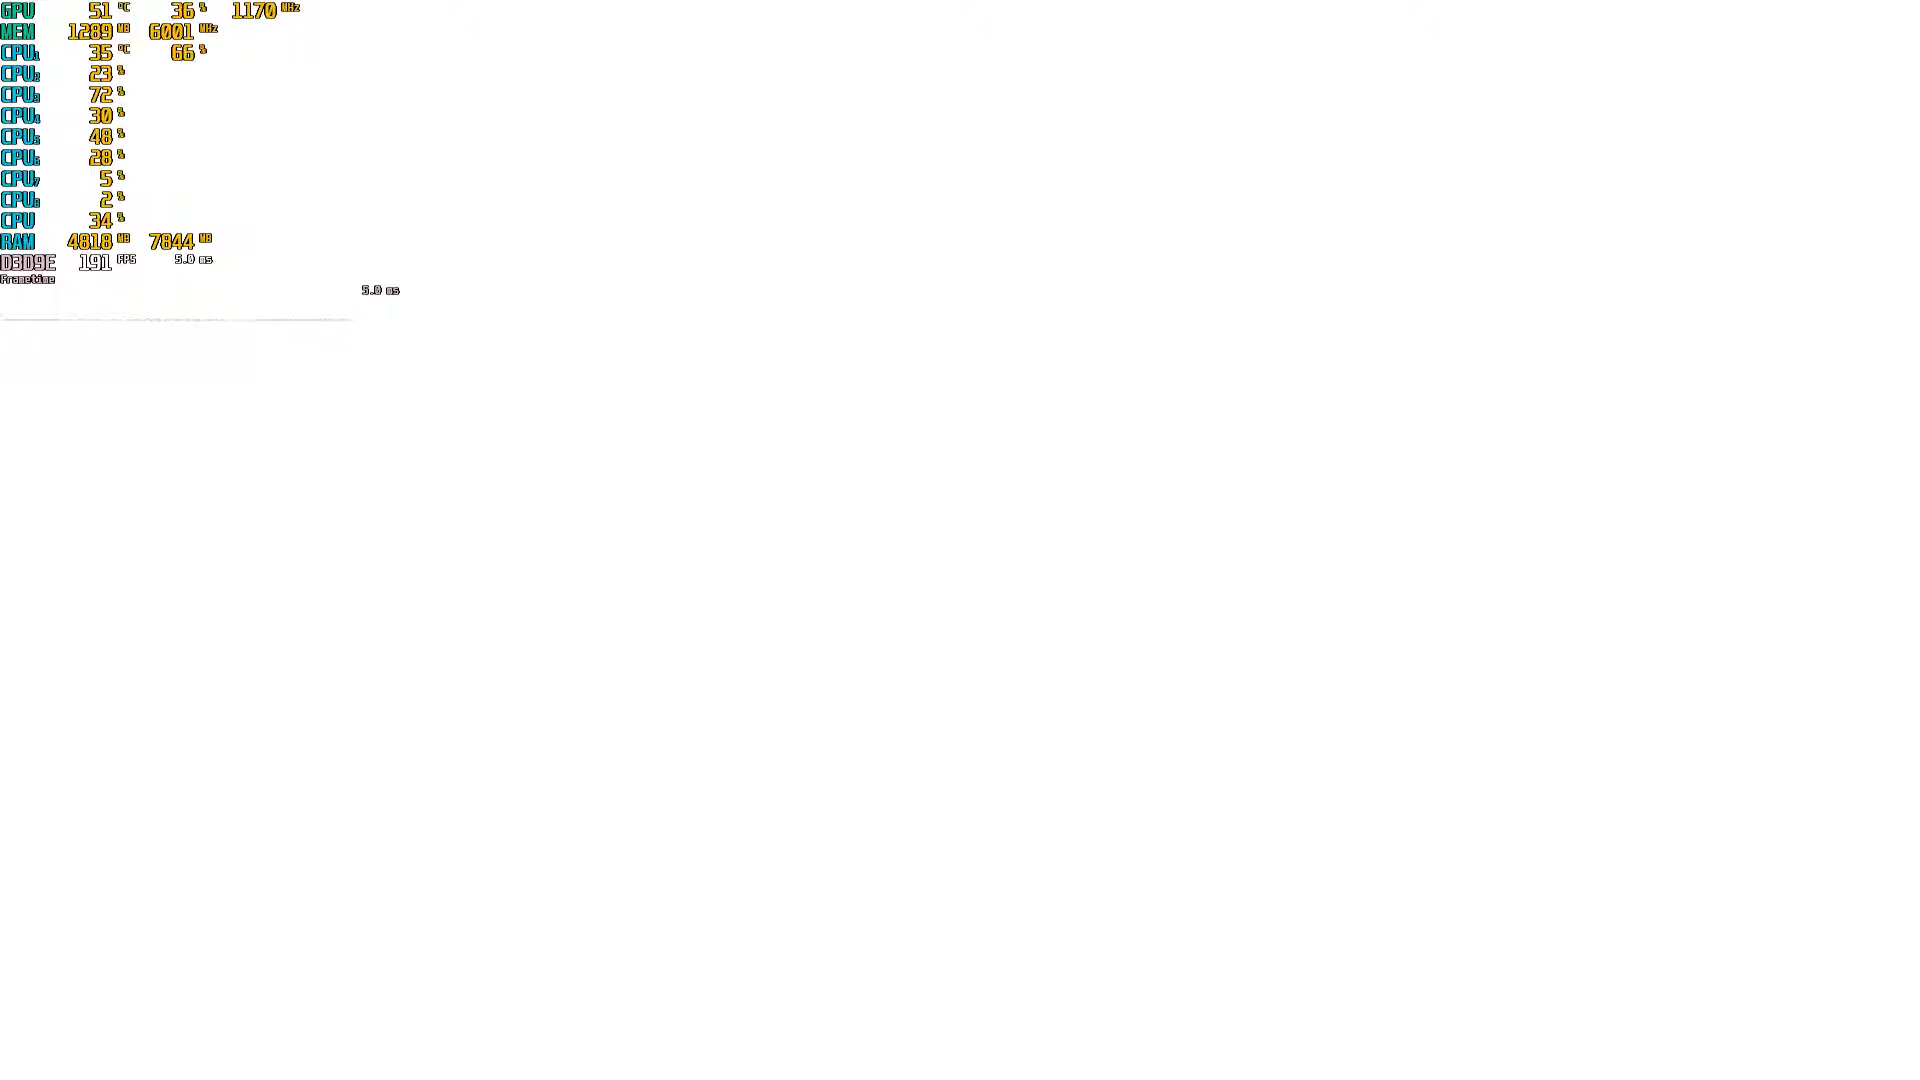 GPU 51 °C 36 % 1170 MHz
MEM 1289 MB 6001 MHz
CPU1 35 °C 66 %
CPU2 23 %
CPU3 72 %
CPU4 30 %
CPU5 48 %
CPU6 28 %
CPU7 5 %
CPU8 2 %
CPU 34 %
RAM 4818 MB 7844 MB
D3D9E 191 FPS 5.0 ms
Frametime
5.0 ms